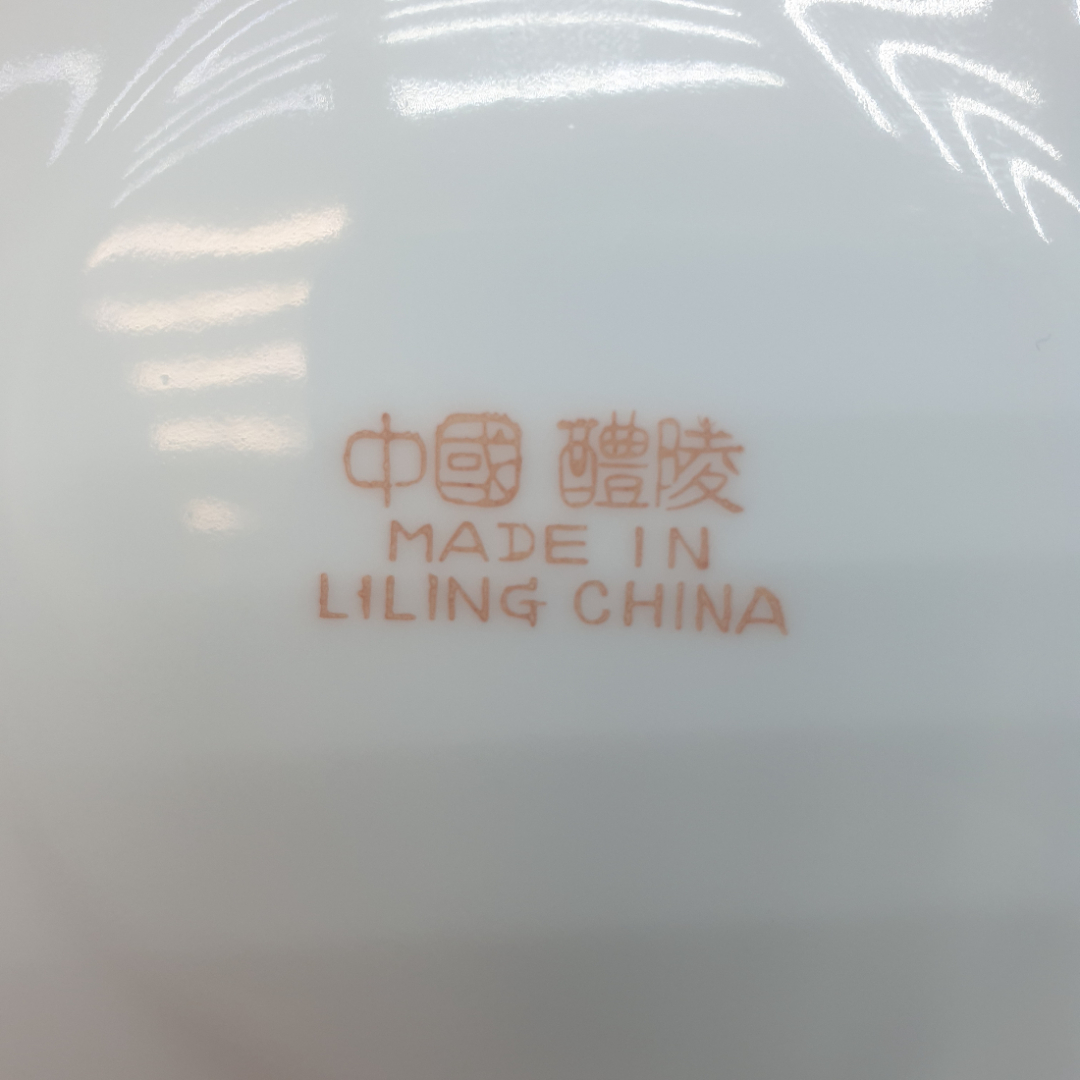 中國 醴陵
MADE IN
LILING CHINA